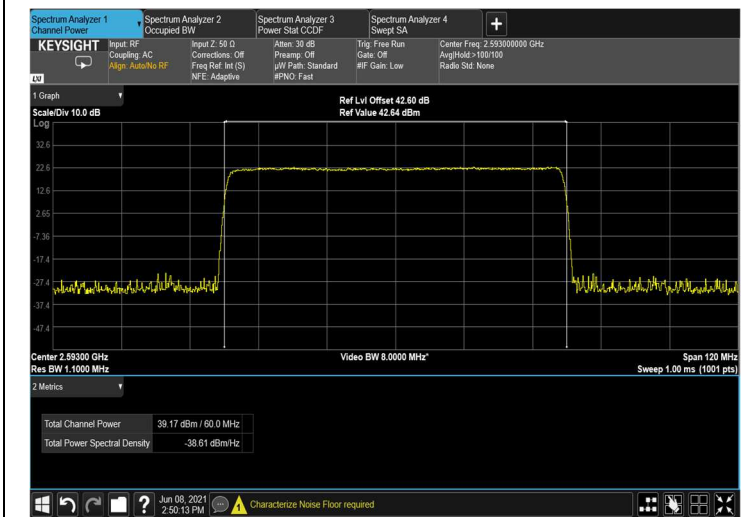 Spectrum Analyzer 1
Channel Power
Spectrum Analyzer 2
Occupied BW
Spectrum Analyzer 3
Power Stat CCDF
Spectrum Analyzer 4
Swept SA
KEYSIGHT
Input: RF
Coupling: AC
Align: Auto/No RF
Input Z: 50 Ω
Corrections: Off
Freq Ref: Int (S)
NFE: Adaptive
Atten: 30 dB
Preamp: Off
µW Path: Standard
#PNO: Fast
Trig: Free Run
Gate: Off
#IF Gain: Low
Center Freq: 2.593000000 GHz
Avg|Hold:>100/100
Radio Std: None
LXI
1 Graph
Scale/Div 10.0 dB
Ref Lvl Offset 42.60 dB
Ref Value 42.64 dBm
Log
32.6
22.6
12.6
2.65
-7.36
-17.4
-27.4
-37.4
-47.4
Center 2.59300 GHz
Res BW 1.1000 MHz
Video BW 8.0000 MHz*
Span 120 MHz
Sweep 1.00 ms (1001 pts)
2 Metrics
Total Channel Power 39.17 dBm / 60.0 MHz
Total Power Spectral Density -38.61 dBm/Hz
?
Jun 08, 2021
2:50:13 PM
1
Characterize Noise Floor required